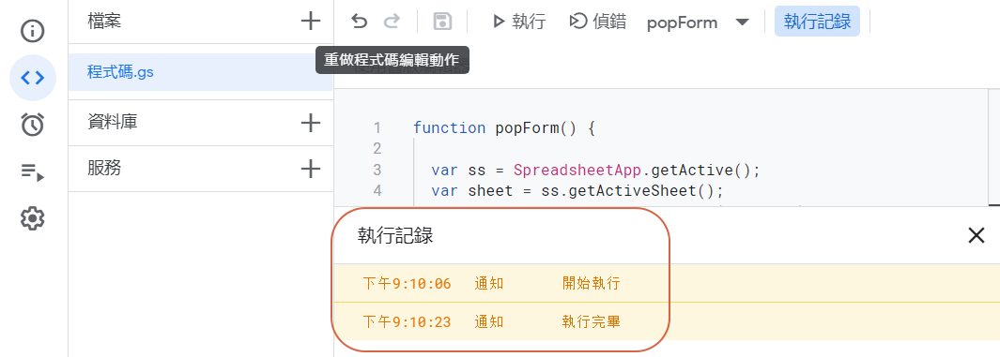 檔案
執行
偵錯
popForm
執行記錄
重做程式碼編輯動作
程式碼.gs
資料庫
服務
1 function popForm() {
2
3 var ss = SpreadsheetApp.getActive();
4 var sheet = ss.getActiveSheet();
執行記錄
下午9:10:06 通知 開始執行
下午9:10:23 通知 執行完畢